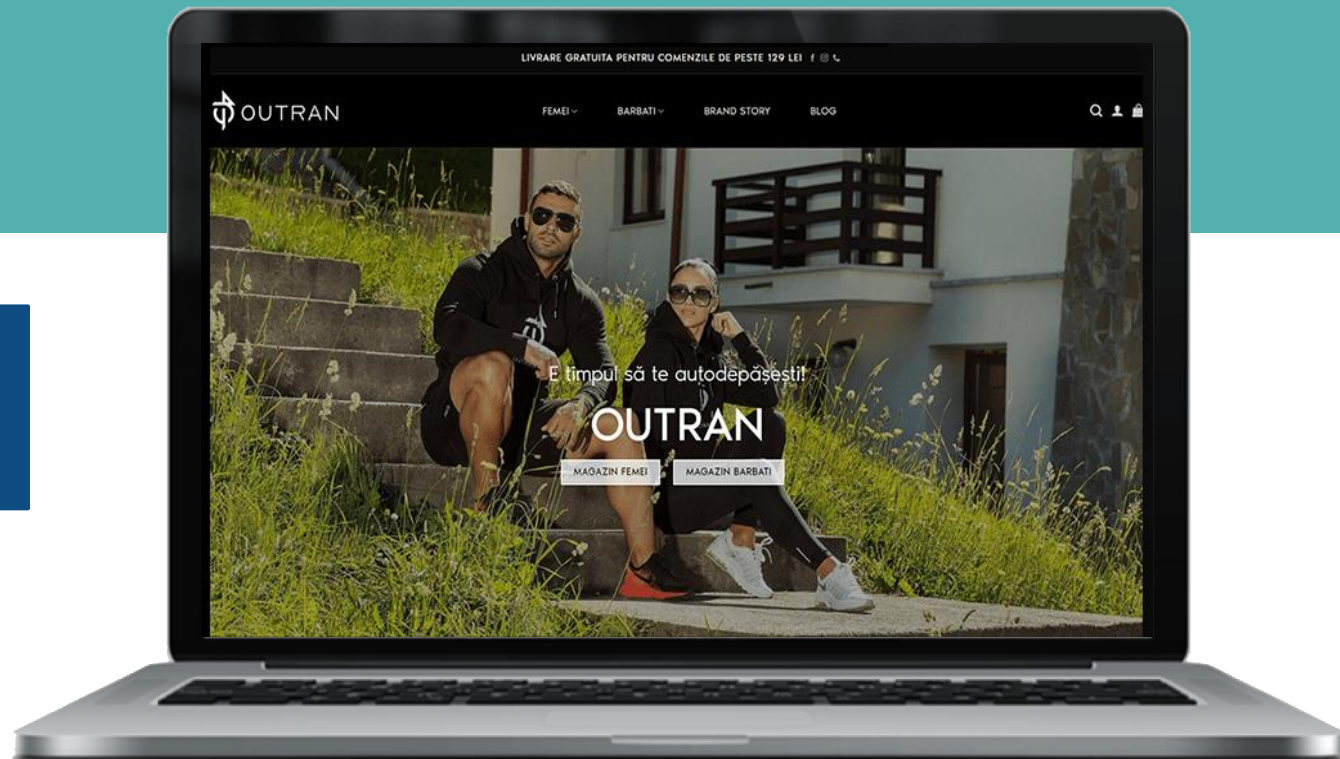 LIVRARE GRATUITA PENTRU COMENZILE DE PESTE 129 LEI
OUTRAN
FEMEI
BARBATI
BRAND STORY
BLOG
E timpul să te autodepășești!
OUTRAN
MAGAZIN FEMEI
MAGAZIN BARBATI